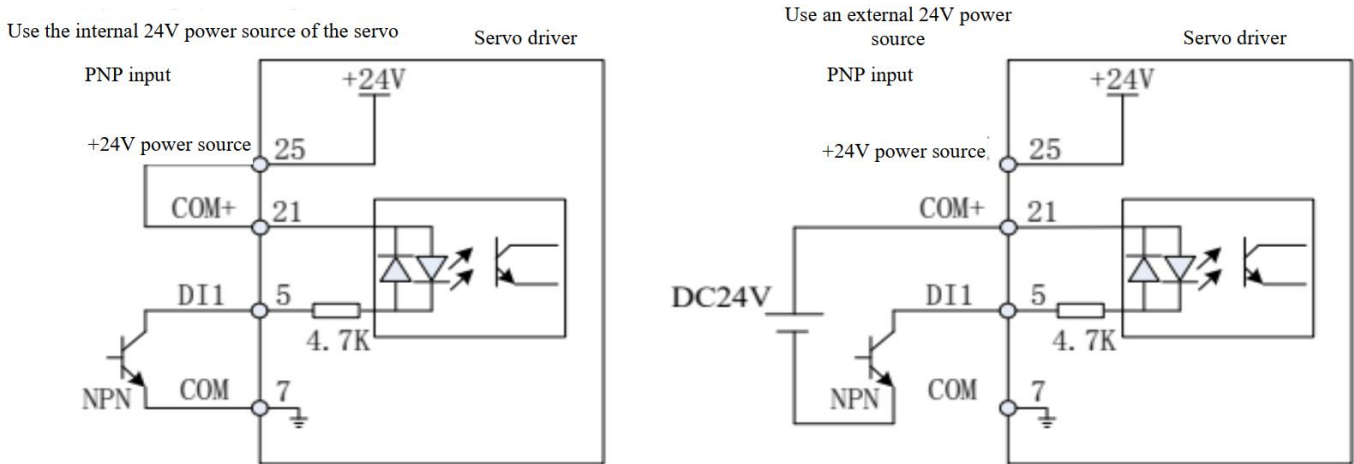 Use the internal 24V power source of the servo
Servo driver
PNP input
+24V
+24V power source
25
COM+
21
DI1
5
4.7K
NPN
COM
7
Use an external 24V power
source
Servo driver
PNP input
+24V
+24V power source
25
COM+
21
DC24V
DI1
5
4.7K
NPN
COM
7